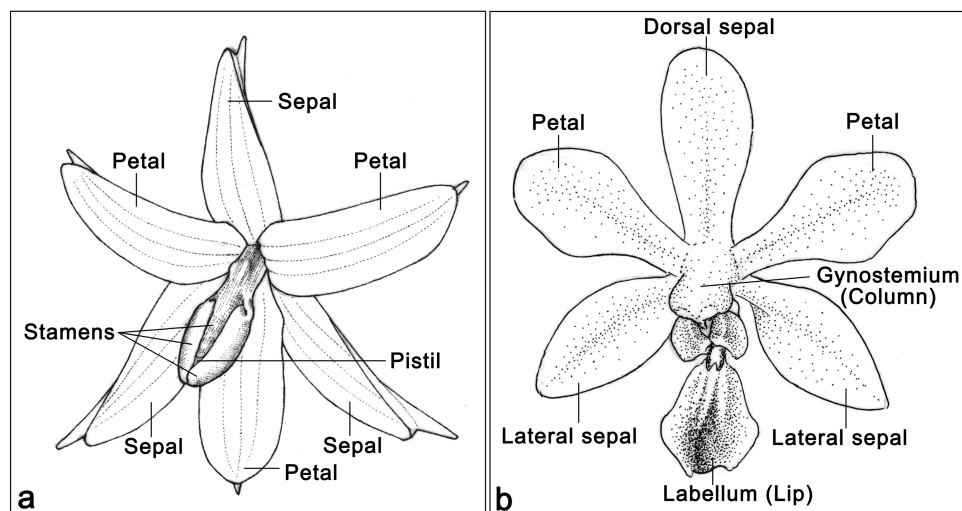 Sepal
Petal
Petal
Stamens
Pistil
Sepal
Sepal
Petal
a
Dorsal sepal
Petal
Petal
Gynostemium
(Column)
Lateral sepal
Lateral sepal
Labellum (Lip)
b